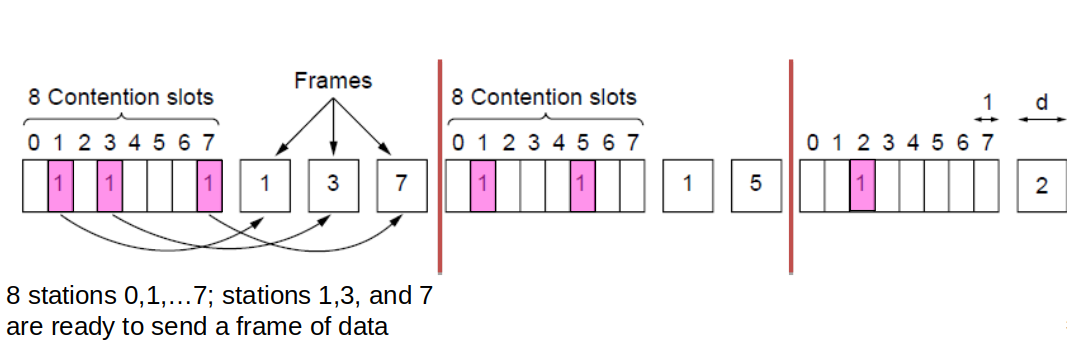 Frames
8 Contention slots
8 Contention slots
1 d
0 1 2 3 4 5 6 7
0 1 2 3 4 5 6 7
0 1 2 3 4 5 6 7
1 1 1
1 3 7
1 1
1 5
1
2
8 stations 0,1,…7; stations 1,3, and 7
are ready to send a frame of data